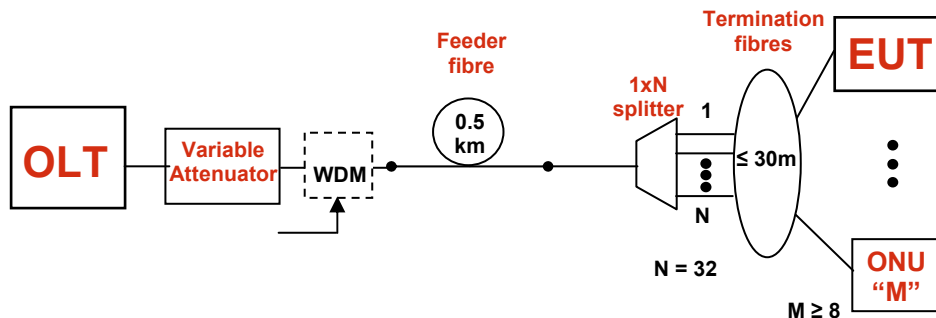 Termination
fibres
EUT
Feeder
fibre
1xN
splitter
1
0.5
km
OLT
Variable
Attenuator
WDM
≤ 30m
N
N = 32
ONU
“M”
M ≥ 8